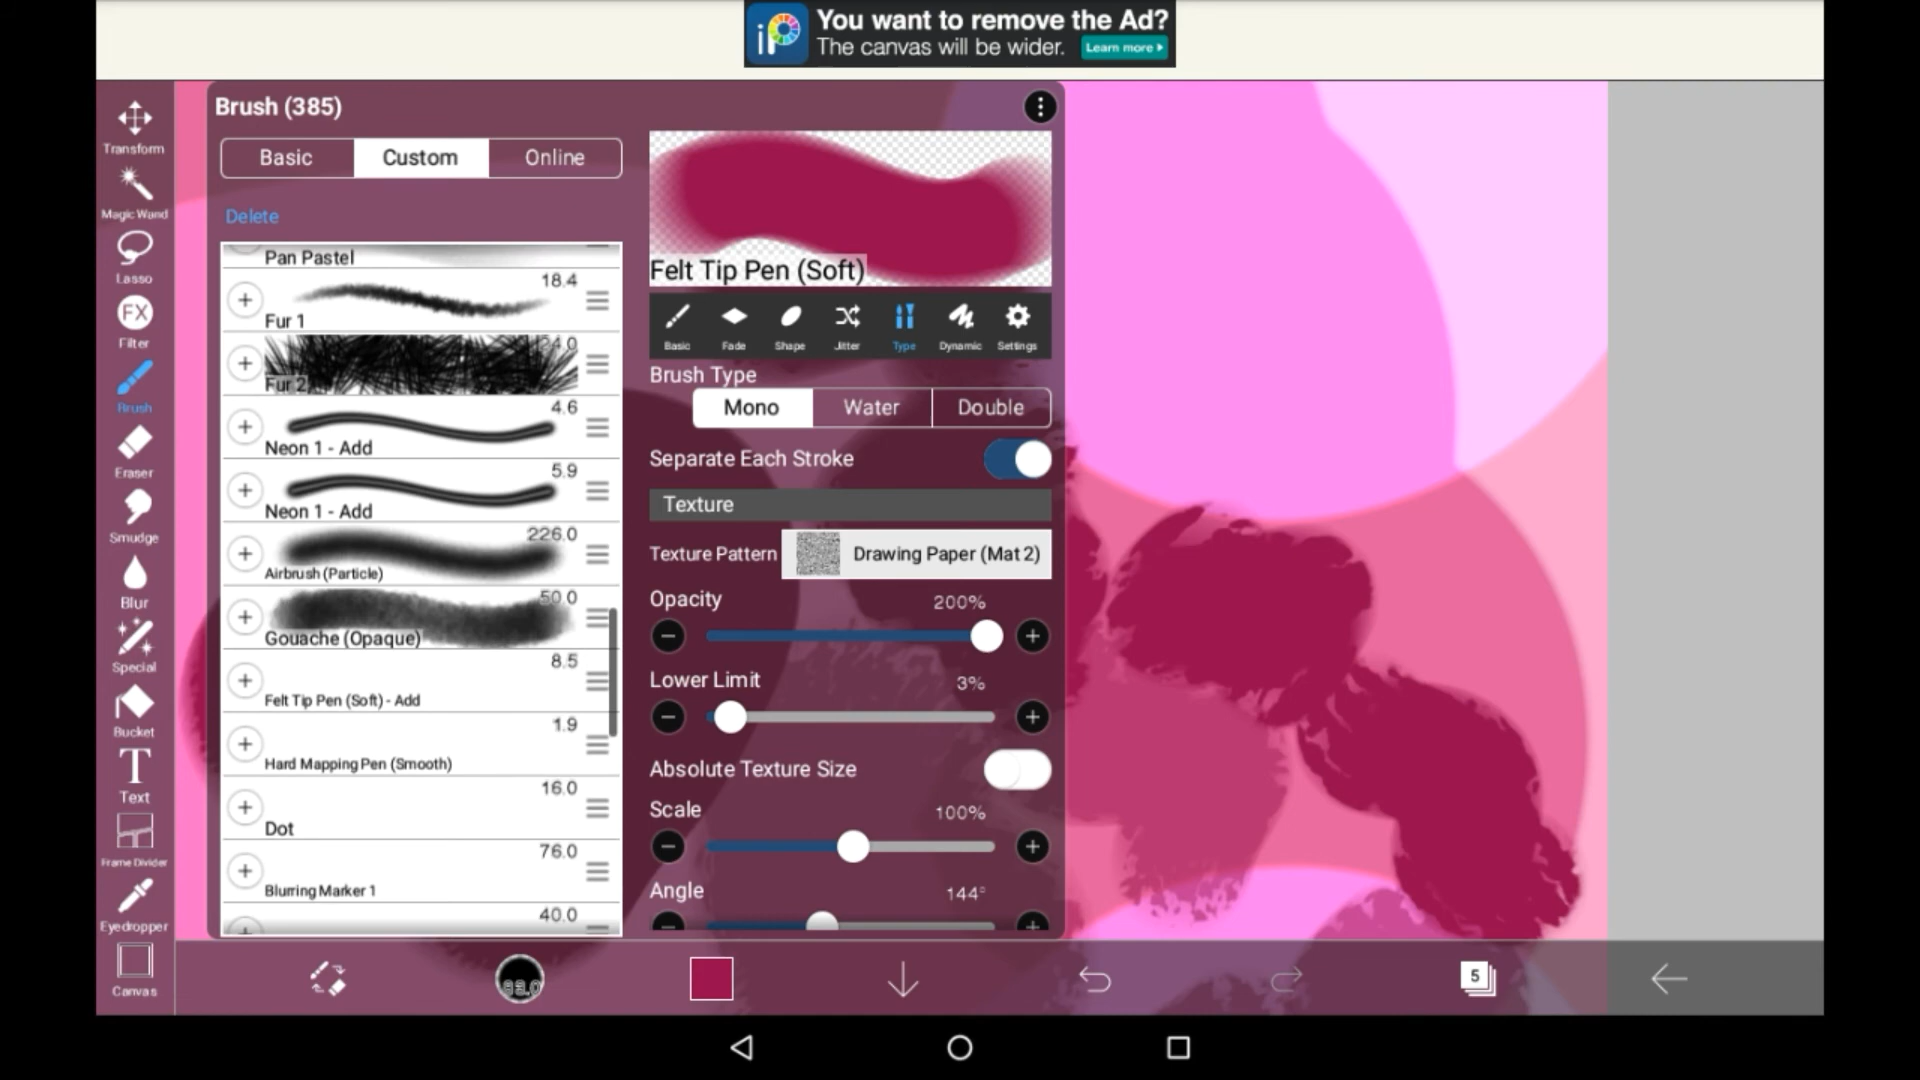 You want to remove the Ad?
The canvas will be wider.
Learn more
iP
Transform
Magic Wand
Lasso
FX
Filter
Brush
Eraser
Smudge
Blur
Special
Bucket
T
Text
Frame Divider
Eyedropper
Canvas
Brush (385)
Basic Custom Online
Delete
Pan Pastel
18.4
Fur 1
24.0
Fur 2
4.6
Neon 1 - Add
5.9
Neon 1 - Add
226.0
Airbrush (Particle)
50.0
Gouache (Opaque)
8.5
Felt Tip Pen (Soft) - Add
1.9
Hard Mapping Pen (Smooth)
16.0
Dot
76.0
Blurring Marker 1
40.0
Felt Tip Pen (Soft)
Basic Fade Shape Jitter Type Dynamic Settings
Brush Type
Mono Water Double
Separate Each Stroke
Texture
Texture Pattern Drawing Paper (Mat 2)
Opacity 200%
Lower Limit 3%
Absolute Texture Size
Scale 100%
Angle 144°
5